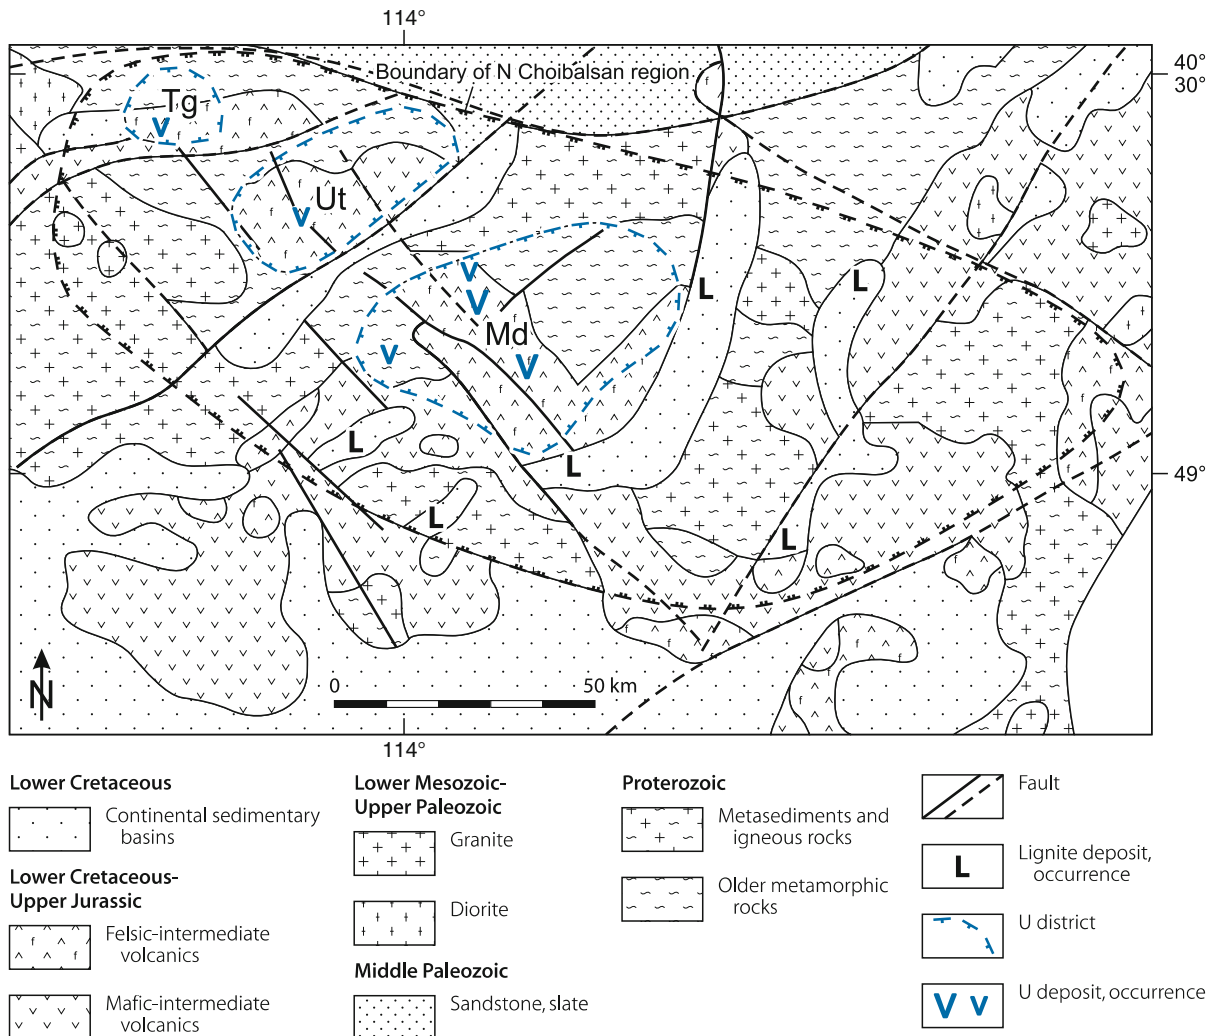 114°
Boundary of N Choibalsan region
40°
30'
Tg
V
Ut
V
L
L
V
V
Md
V
V
L
L
49°
L
L
N
0
50 km
114°
Lower Cretaceous
Continental sedimentary
basins
Lower Cretaceous-
Upper Jurassic
Felsic-intermediate
volcanics
Mafic-intermediate
volcanics
Lower Mesozoic-
Upper Paleozoic
Granite
Diorite
Middle Paleozoic
Sandstone, slate
Proterozoic
Metasediments and
igneous rocks
Older metamorphic
rocks
Fault
L
Lignite deposit,
occurrence
U district
V V
U deposit, occurrence